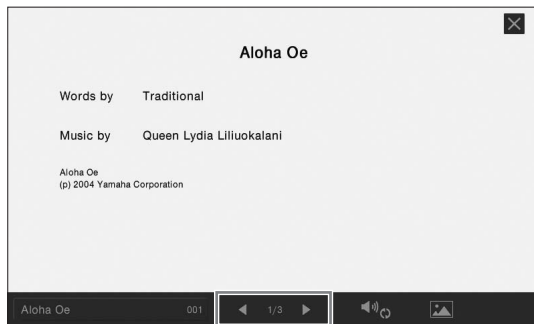 Aloha Oe
Words by Traditional
Music by Queen Lydia Liliuokalani
Aloha Oe
(p) 2004 Yamaha Corporation
Aloha Oe 001
1/3